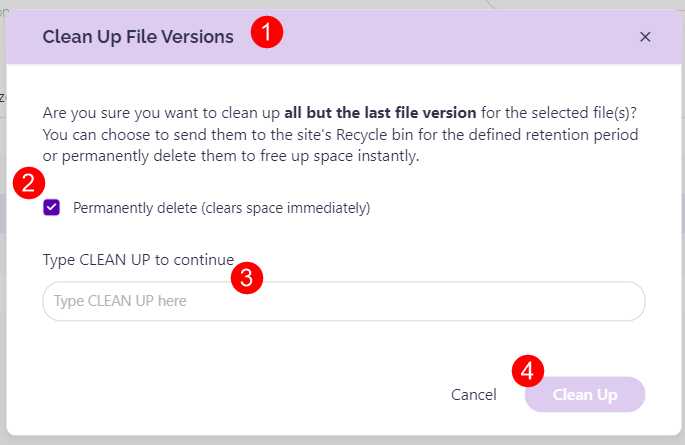 Clean Up File Versions 1
Are you sure you want to clean up all but the last file version for the selected file(s)?
You can choose to send them to the site's Recycle bin for the defined retention period
or permanently delete them to free up space instantly.
2
Permanently delete (clears space immediately)
Type CLEAN UP to continue
3
Type CLEAN UP here
4
Cancel Clean Up